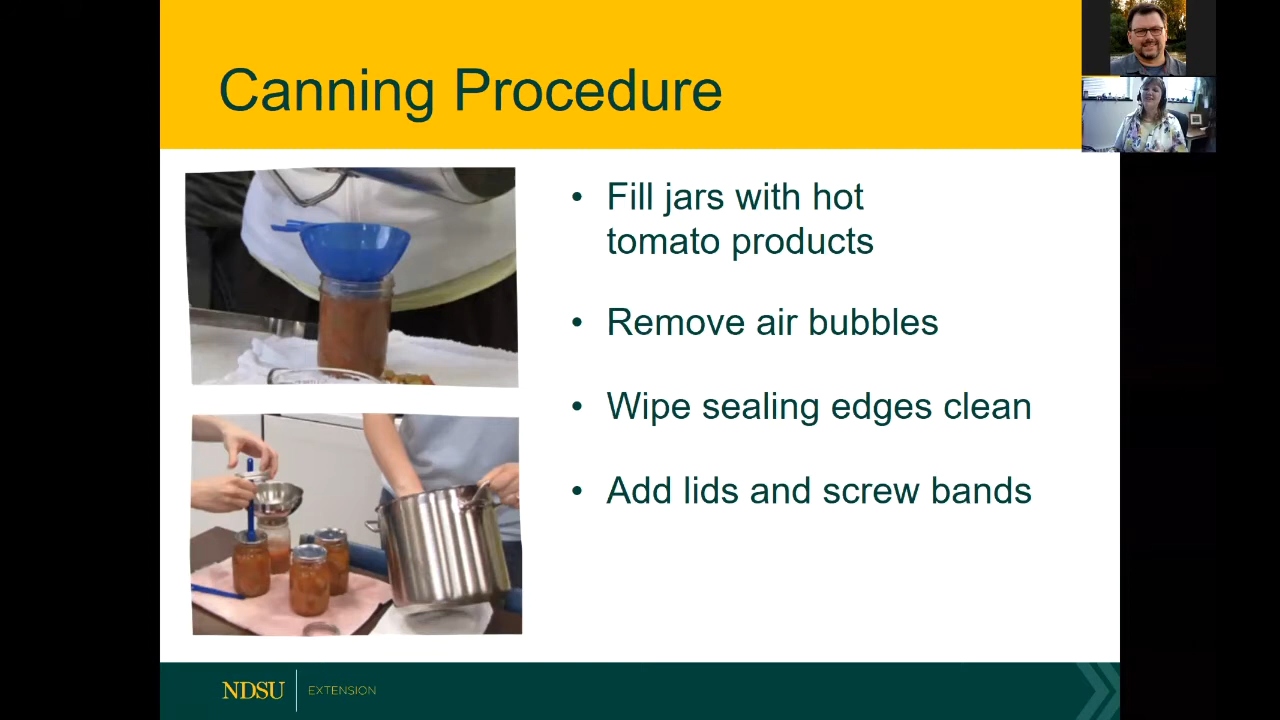 Canning Procedure
• Fill jars with hot
tomato products
• Remove air bubbles
• Wipe sealing edges clean
• Add lids and screw bands
NDSU EXTENSION